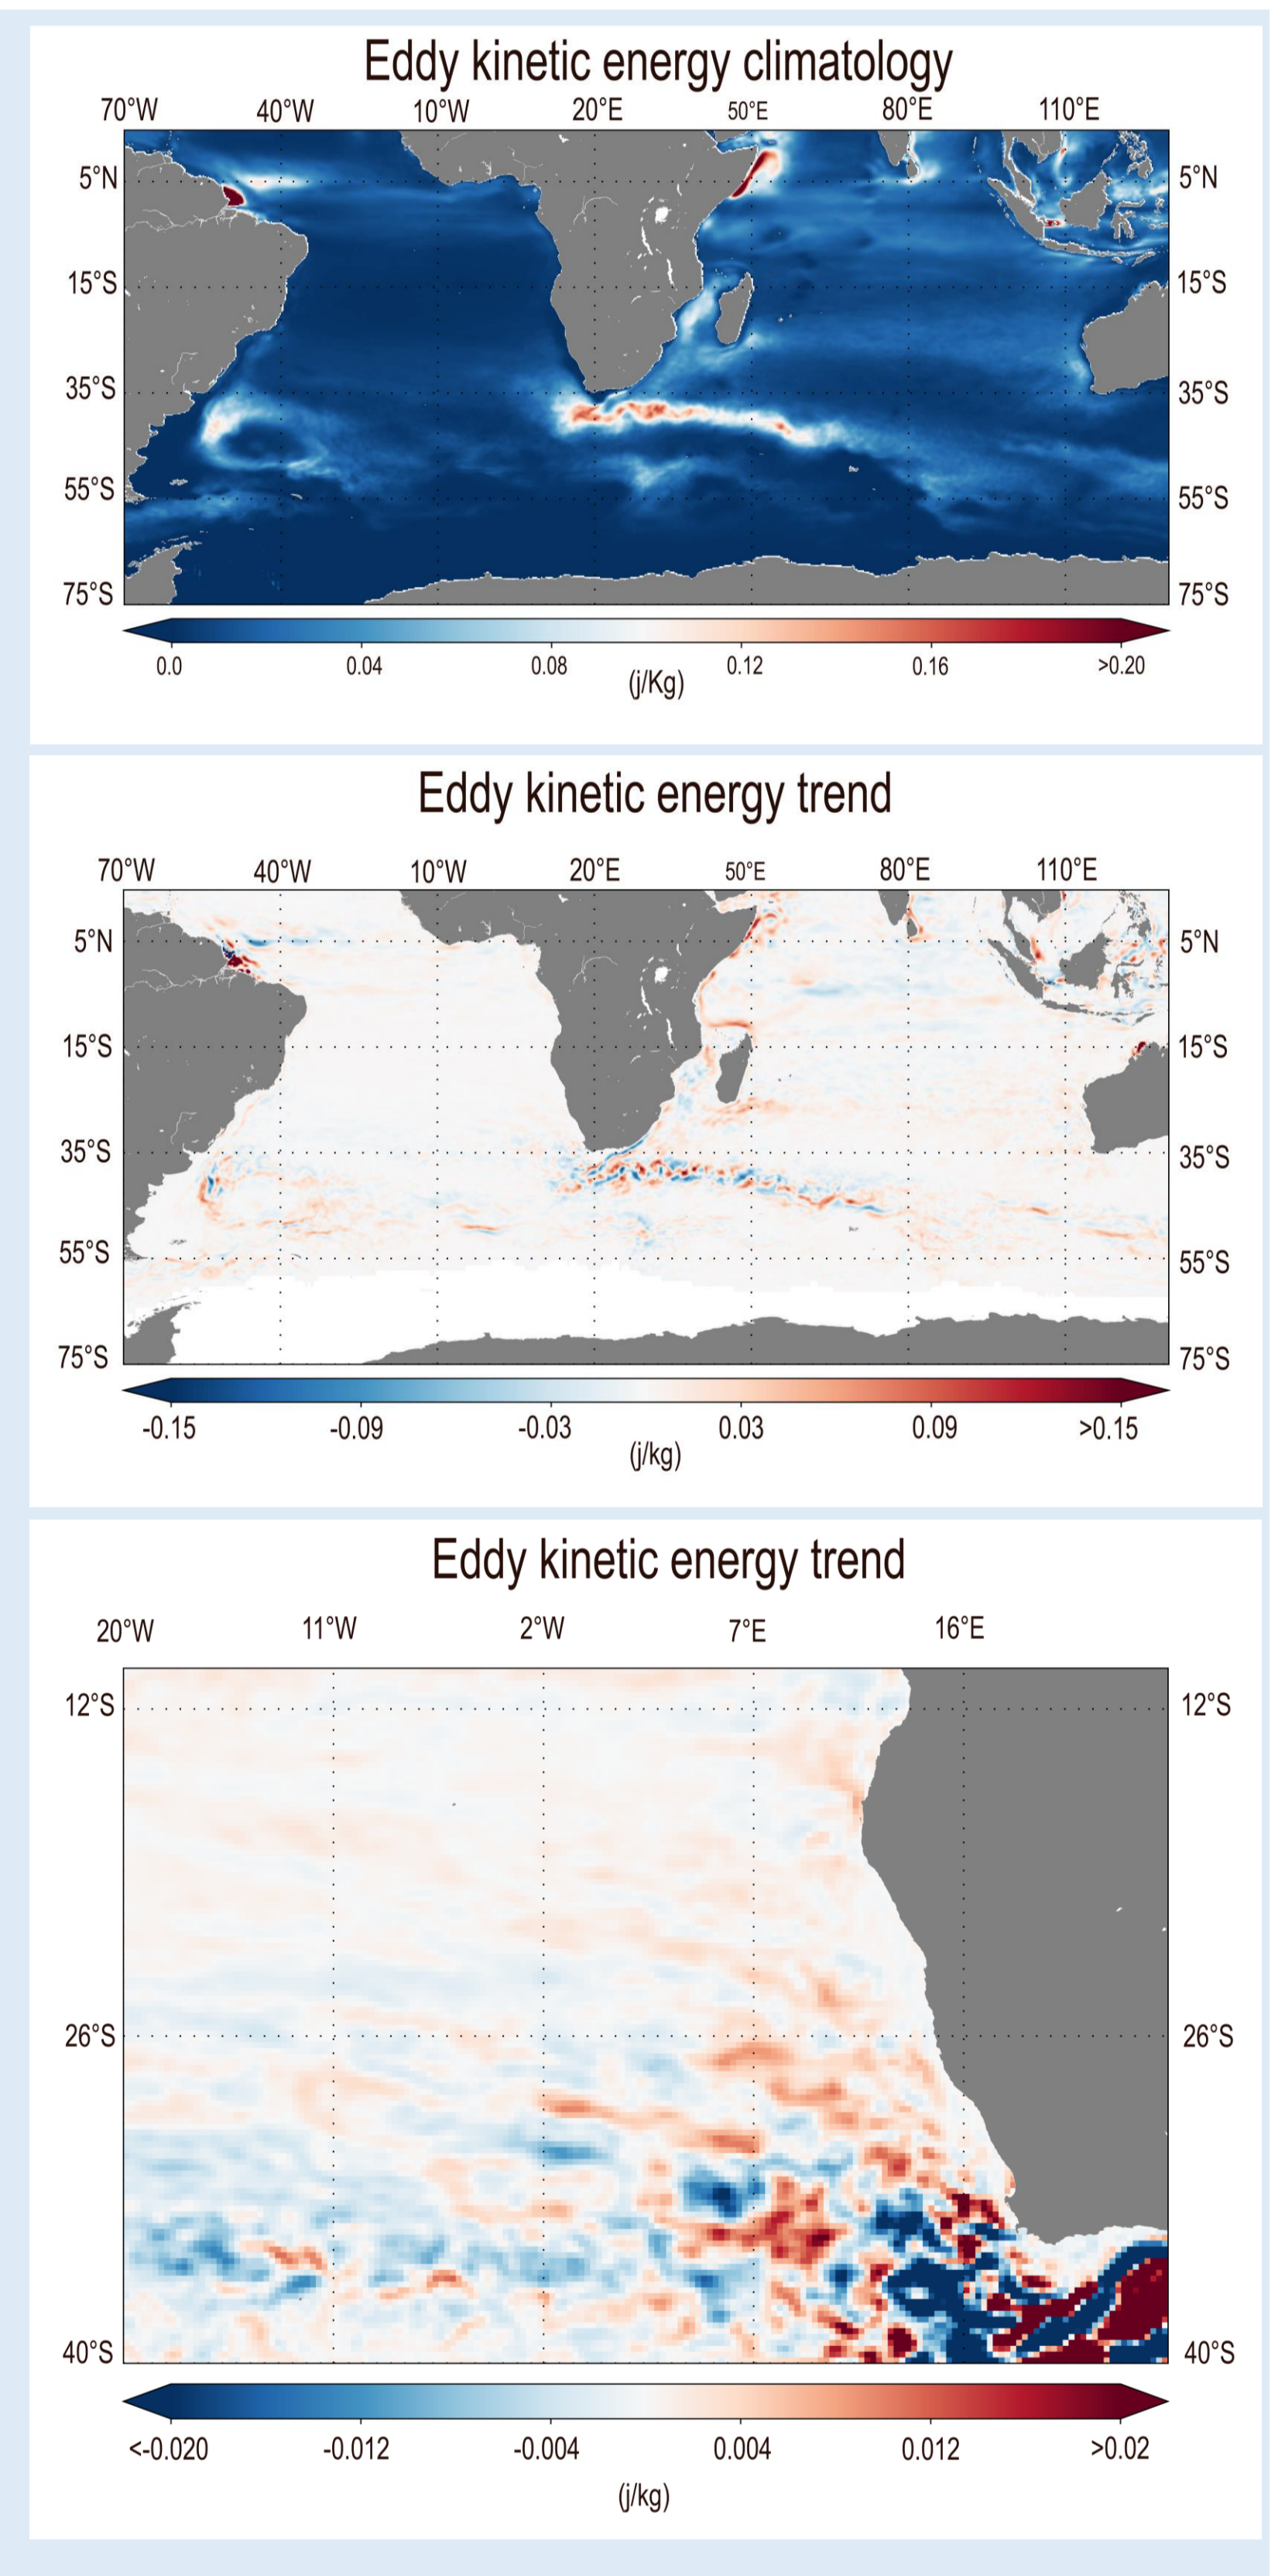 Eddy kinetic energy climatology
70°W 40°W 10°W 20°E 50°E 80°E 110°E
5°N 5°N
15°S 15°S
35°S 35°S
55°S 55°S
75°S 75°S
0.0 0.04 0.08 0.12 0.16 >0.20
(j/Kg)
Eddy kinetic energy trend
70°W 40°W 10°W 20°E 50°E 80°E 110°E
5°N 5°N
15°S 15°S
35°S 35°S
55°S 55°S
75°S 75°S
-0.15 -0.09 -0.03 0.03 0.09 >0.15
(j/kg)
Eddy kinetic energy trend
20°W 11°W 2°W 7°E 16°E
12°S 12°S
26°S 26°S
40°S 40°S
<-0.020 -0.012 -0.004 0.004 0.012 >0.02
(j/kg)